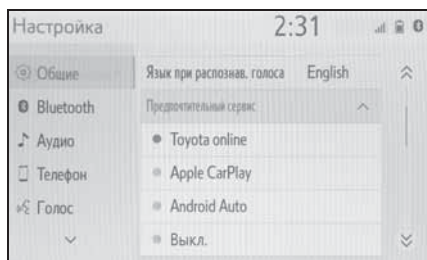 Настройка 2:31
Общие
Bluetooth
Аудио
Телефон
Голос
Язык при распознав. голоса English
Предпочтительный сервис
Toyota online
Apple CarPlay
Android Auto
Выкл.